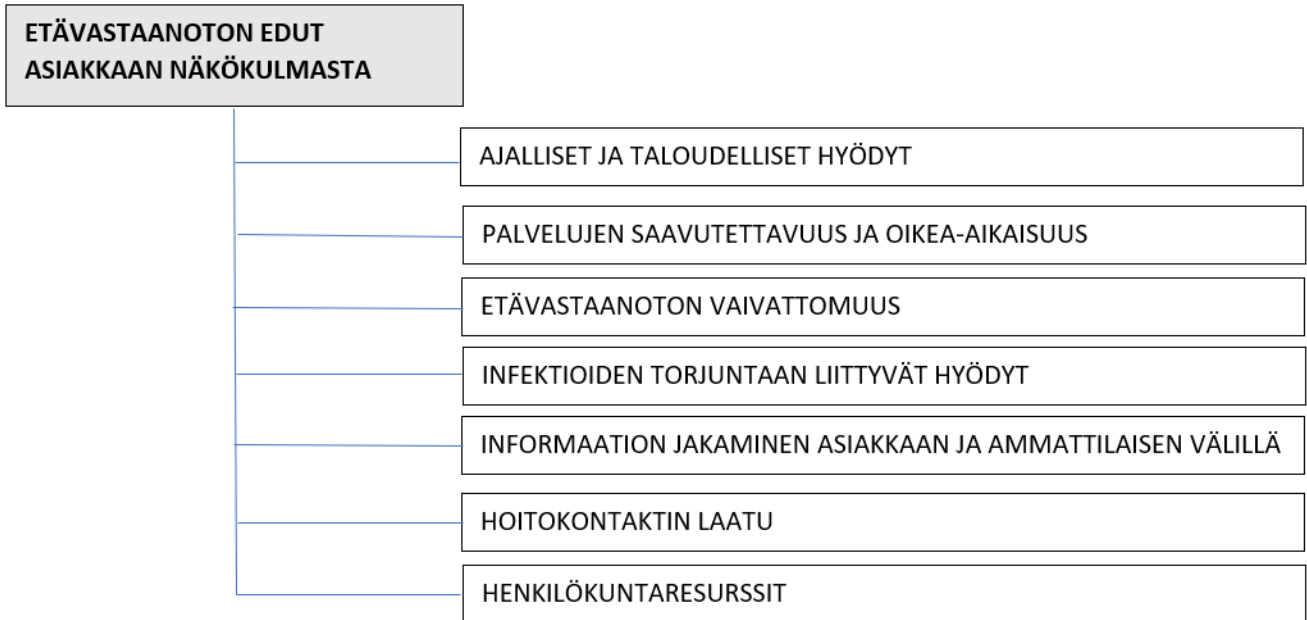 ETÄVASTAANOTON EDUT
ASIAKKAAN NÄKÖKULMASTA
AJALLISET JA TALOUDELLISET HYÖDYT
PALVELUJEN SAAVUTETTAVUUS JA OIKEA-AIKAISUUS
ETÄVASTAANOTON VAIVATTOMUUS
INFEKTIOIDEN TORJUNTAAN LIITTYVÄT HYÖDYT
INFORMAATION JAKAMINEN ASIAKKAAN JA AMMATTILAISEN VÄLILLÄ
HOITOKONTAKTIN LAATU
HENKILÖKUNTARESURSSIT